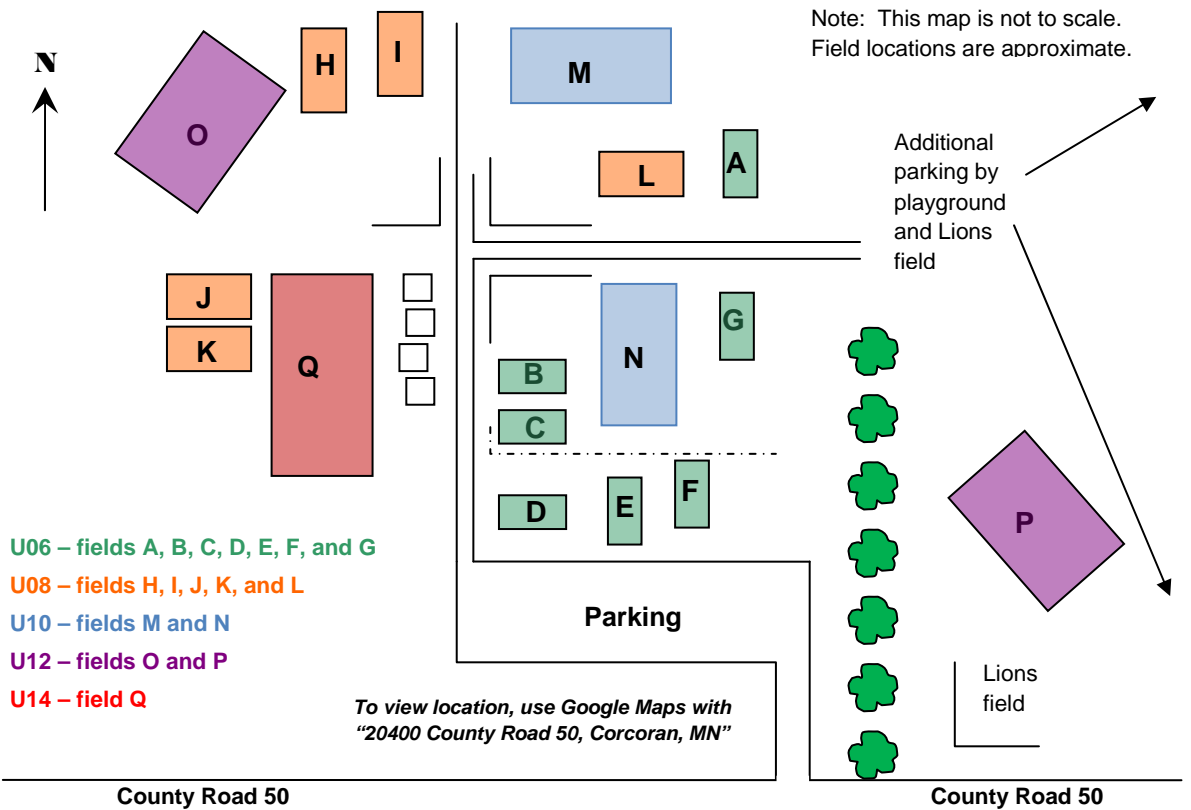 Note: This map is not to scale.
Field locations are approximate.
N
H
I
M
O
Additional
parking by
playground
and Lions
field
L
A
J
K
Q
N
G
B
C
D
E
F
P
U06 – fields A, B, C, D, E, F, and G
U08 – fields H, I, J, K, and L
U10 – fields M and N
U12 – fields O and P
U14 – field Q
Parking
Lions
field
To view location, use Google Maps with
“20400 County Road 50, Corcoran, MN”
County Road 50
County Road 50